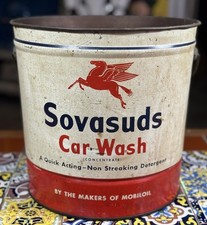 Sovasuds
Car Wash
(CONCENTRATE)
A Quick Acting-Non Streaking Detergent
BY THE MAKERS OF MOBILOIL